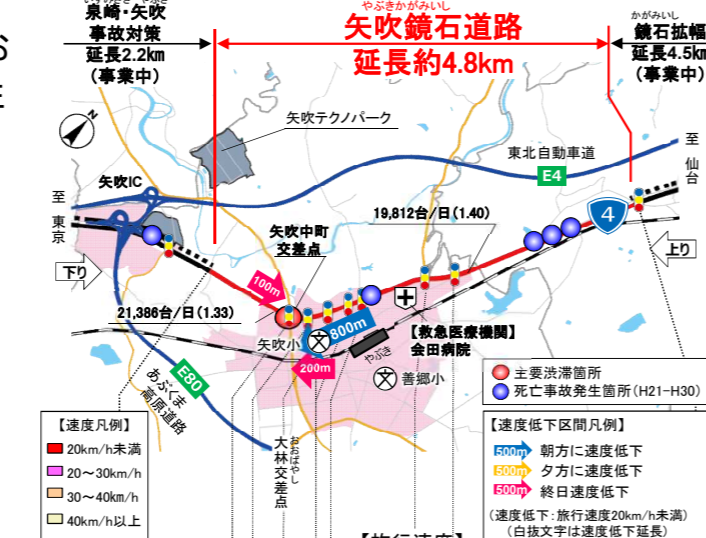 泉崎・矢吹
事故対策
延長2.2km
（事業中）
やぶきかがみいし
矢吹鏡石道路
延長約4.8km
かがみいし
鏡石拡幅
延長4.5km
（事業中）
N
矢吹テクノパーク
東北自動車道
E4
至
仙台
矢吹IC
至
東京
4
19,812台/日(1.40)
矢吹中町
交差点
上り
下り
100m
21,386台/日(1.33)
800m
【救急医療機関】
会田病院
矢吹小
やぶき
200m
善郷小
E80
あぶくま
高原道路
おおばやし
大林交差点
主要渋滞箇所
死亡事故発生箇所(H21-H30)
【速度凡例】
20km/h未満
20～30km/h
30～40km/h
40km/h以上
【速度低下区間凡例】
500m 朝方に速度低下
500m 夕方に速度低下
500m 終日速度低下
(速度低下：旅行速度20km/h未満)
(白抜文字は速度低下延長)